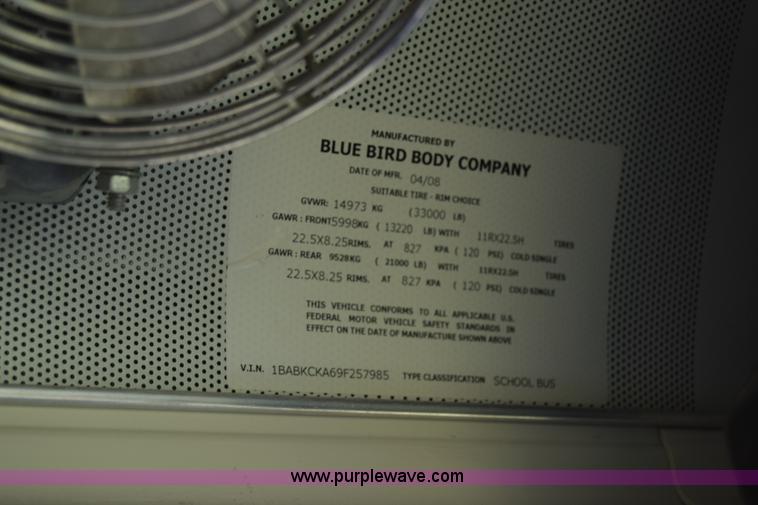 MANUFACTURED BY
BLUE BIRD BODY COMPANY
DATE OF MFR. 04/08
SUITABLE TIRE - RIM CHOICE
GVWR: 14973 KG (33000 LB)
GAWR: FRONT5998KG ( 13220 LB) WITH 11RX22.5H TIRES
22.5X8.25RIMS. AT 827 KPA ( 120 PSI) COLD SINGLE
GAWR: REAR 9528KG ( 21000 LB) WITH 11RX22.5H TIRES
22.5X8.25 RIMS. AT 827 KPA ( 120 PSI) COLD SINGLE
THIS VEHICLE CONFORMS TO ALL APPLICABLE U.S.
FEDERAL MOTOR VEHICLE SAFETY STANDARDS IN
EFFECT ON THE DATE OF MANUFACTURE SHOWN ABOVE
V.I.N. 1BABKCKA69F257985 TYPE CLASSIFICATION SCHOOL BUS
www.purplewave.com